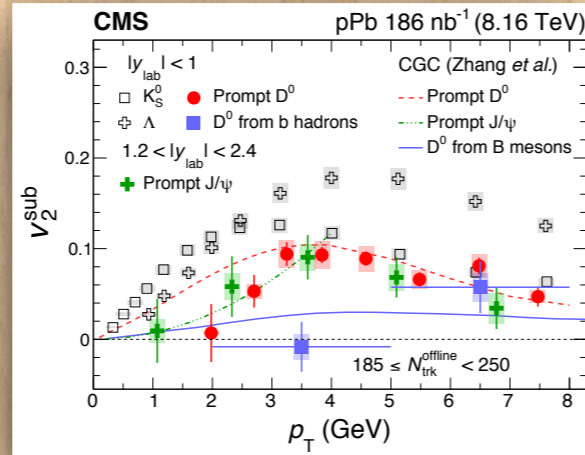 CMS pPb 186 nb⁻¹ (8.16 TeV)
|y_lab| < 1
K⁰_S Prompt D⁰
Λ D⁰ from b hadrons
1.2 < |y_lab| < 2.4
Prompt J/ψ
CGC (Zhang et al.)
Prompt D⁰
Prompt J/ψ
D⁰ from B mesons
0.3
0.2
0.1
0.0
v₂^sub
185 ≤ N_trk^offline < 250
0 1 2 3 4 5 6 7 8
p_T (GeV)